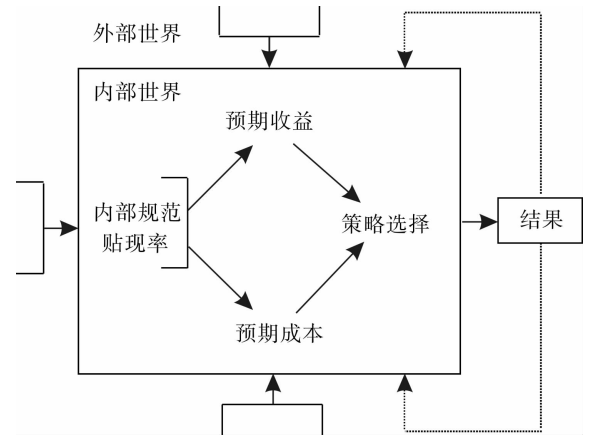 外部世界
内部世界
预期收益
内部规范
贴现率
策略选择
结果
预期成本